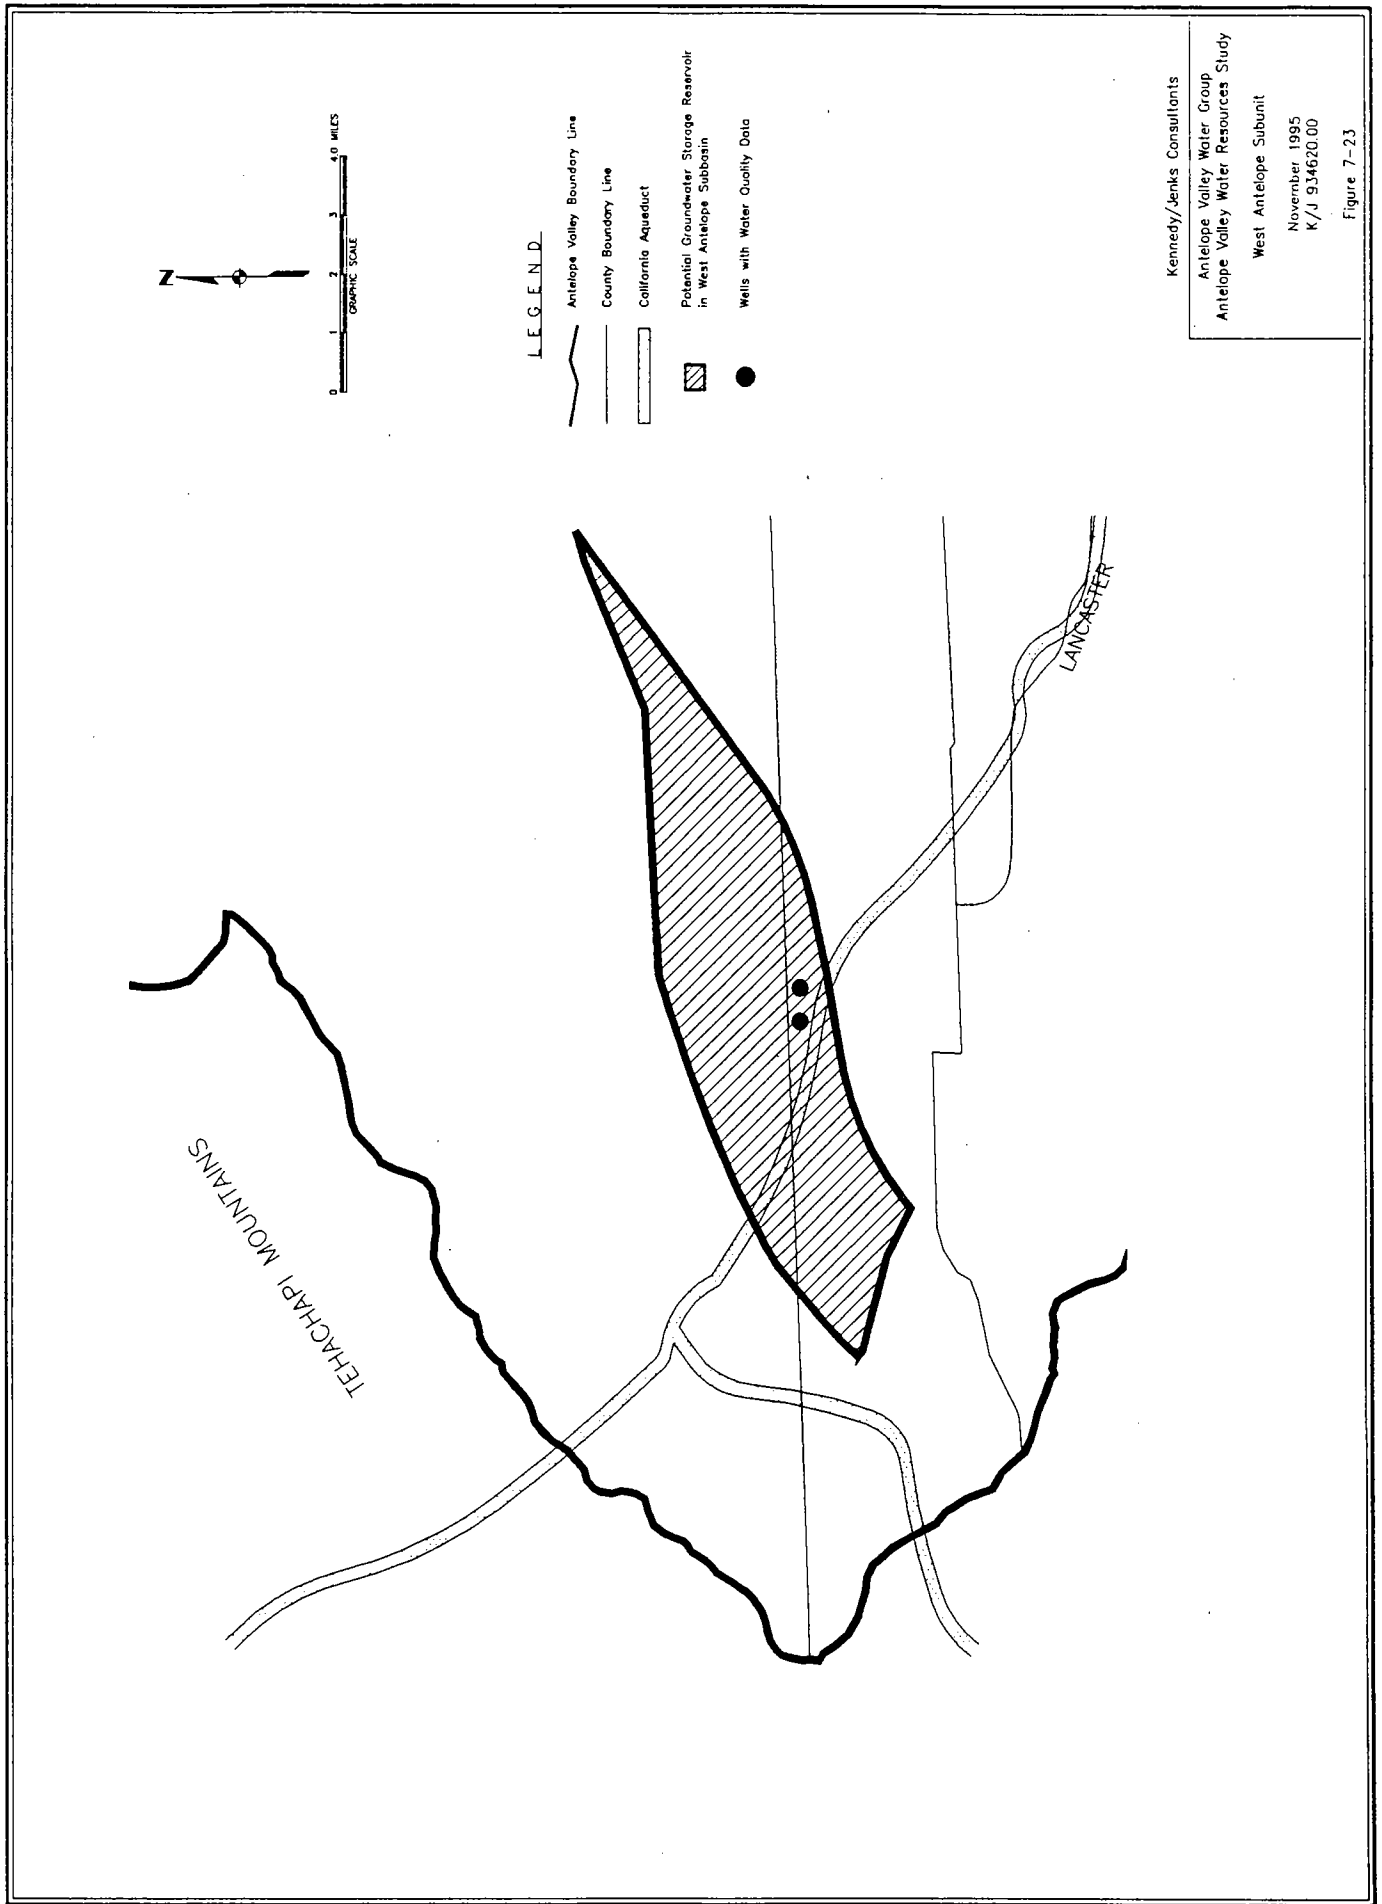 TEHACHAPI MOUNTAINS
LANCASTER
N
0 1 2 3 4.0 MILES
GRAPHIC SCALE
LEGEND
Antelope Valley Boundary Line
County Boundary Line
California Aqueduct
Potential Groundwater Storage Reservoir
in West Antelope Subbasin
Wells with Water Quality Data
Kennedy/Jenks Consultants
Antelope Valley Water Group
Antelope Valley Water Resources Study
West Antelope Subunit
November 1995
K/J 934620.00
Figure 7-23